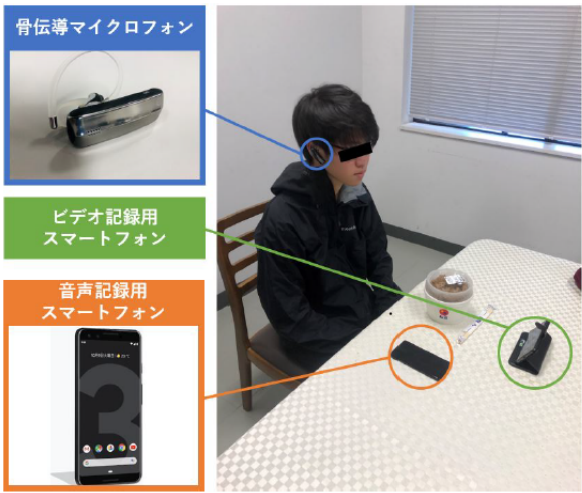 骨伝導マイクロフォン
ビデオ記録用
スマートフォン
音声記録用
スマートフォン
3